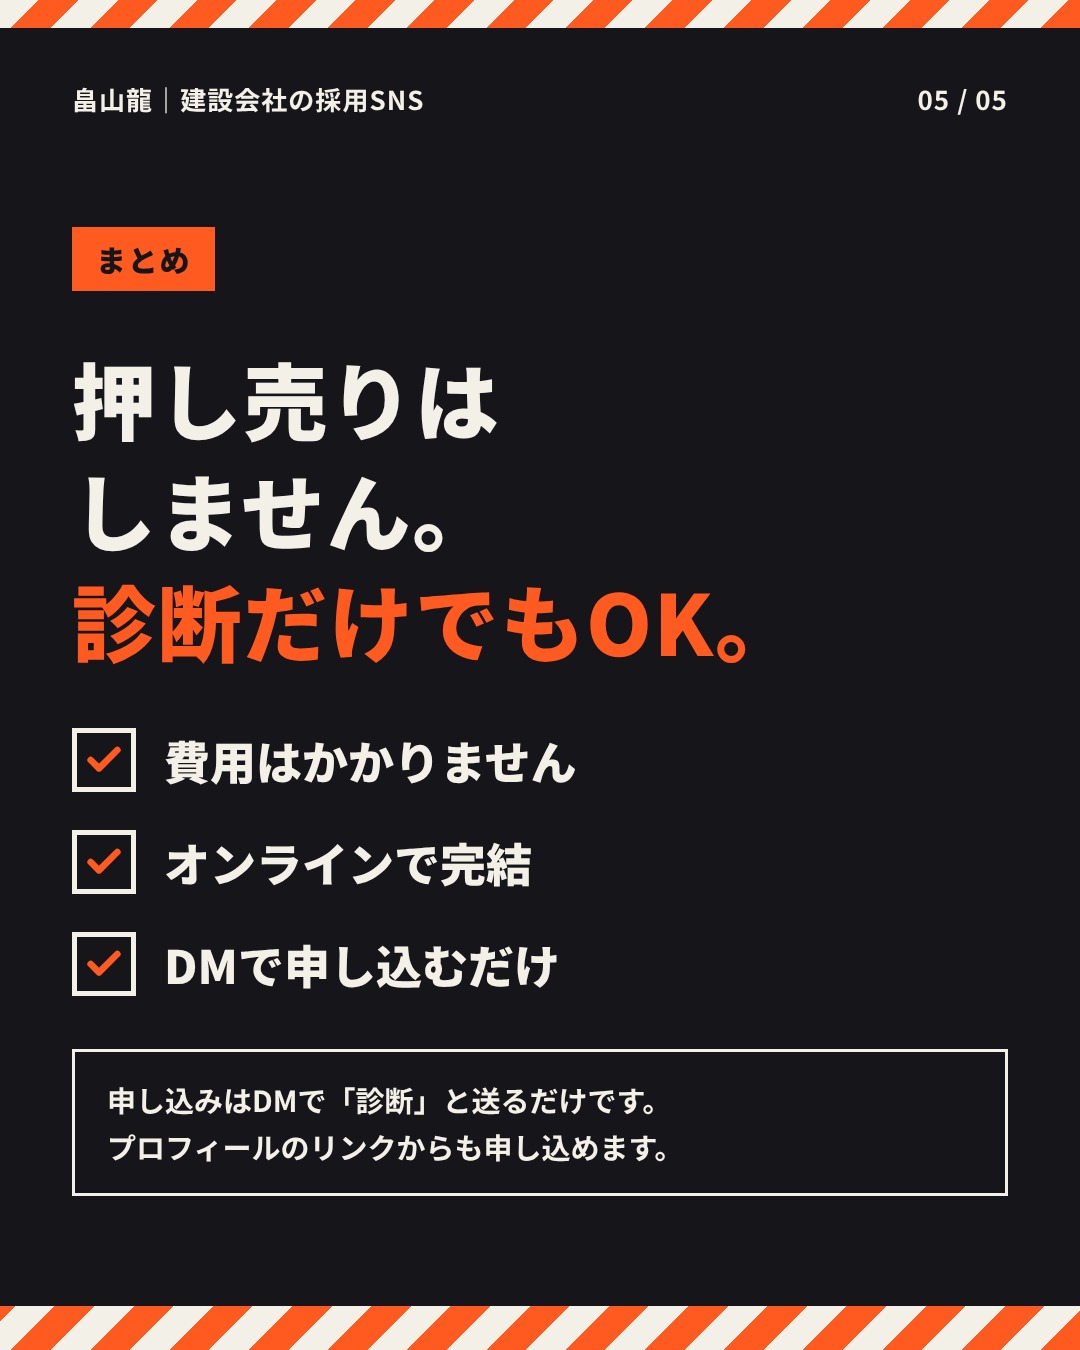 畠山龍｜建設会社の採用SNS
05 / 05
まとめ
押し売りは
しません。
診断だけでもOK。
費用はかかりません
オンラインで完結
DMで申し込むだけ
申し込みはDMで「診断」と送るだけです。
プロフィールのリンクからも申し込めます。